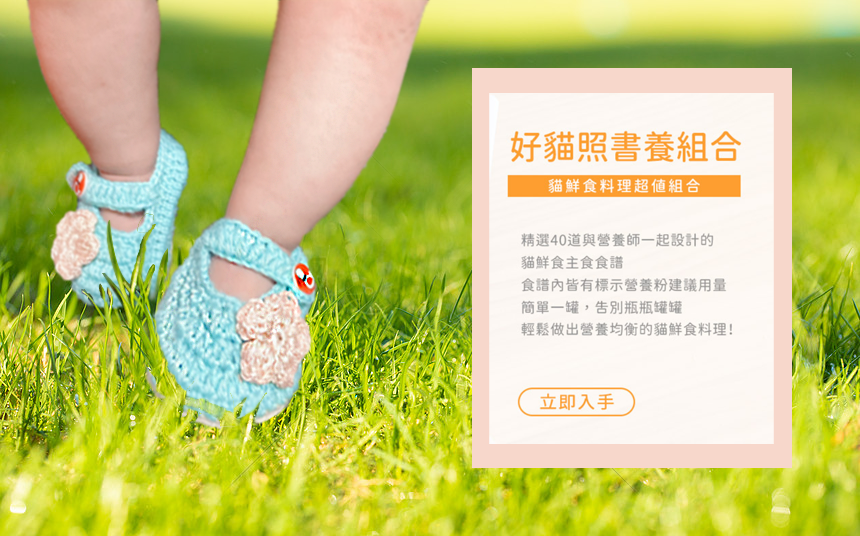 好貓照書養組合
貓鮮食料理超值組合
精選40道與營養師一起設計的
貓鮮食主食食譜
食譜內皆有標示營養粉建議用量
簡單一罐，告別瓶瓶罐罐
輕鬆做出營養均衡的貓鮮食料理!
立即入手